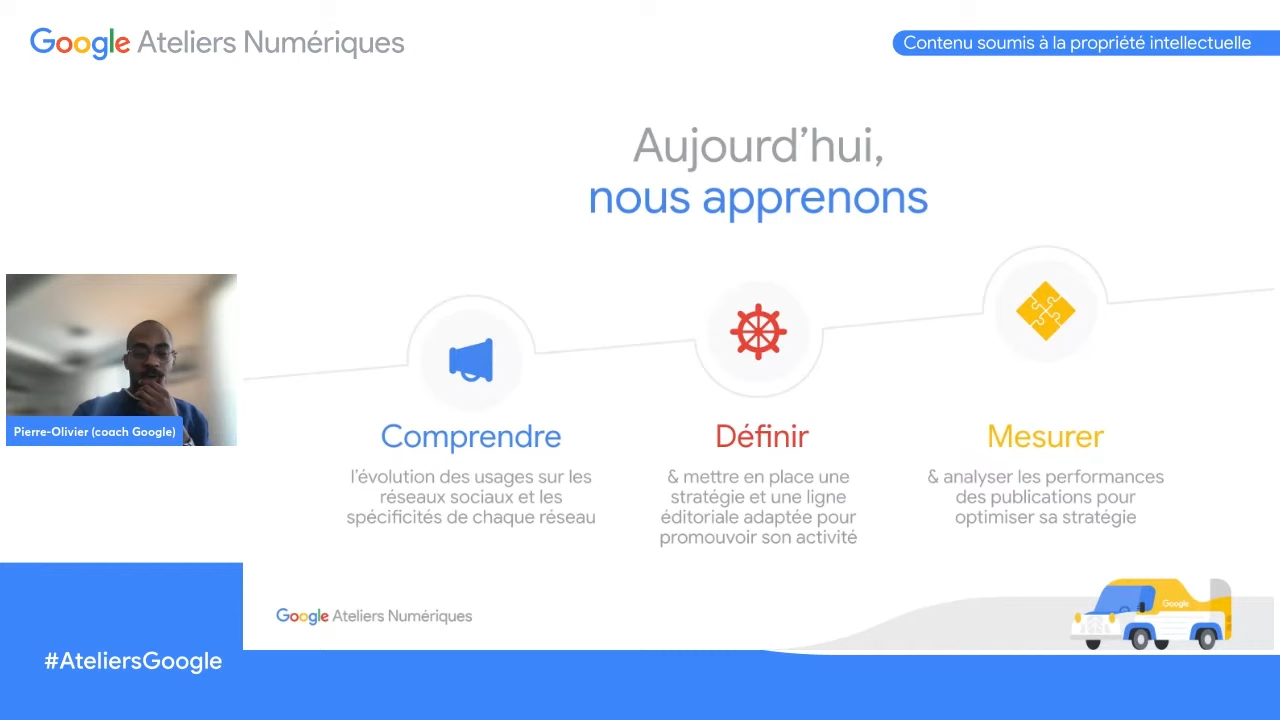 Google Ateliers Numériques
Contenu soumis à la propriété intellectuelle
Aujourd'hui,
nous apprenons
Comprendre
l'évolution des usages sur les
réseaux sociaux et les
spécificités de chaque réseau
Définir
& mettre en place une
stratégie et une ligne
éditoriale adaptée pour
promouvoir son activité
Mesurer
& analyser les performances
des publications pour
optimiser sa stratégie
Pierre-Olivier (coach Google)
Google
Google Ateliers Numériques
#AteliersGoogle